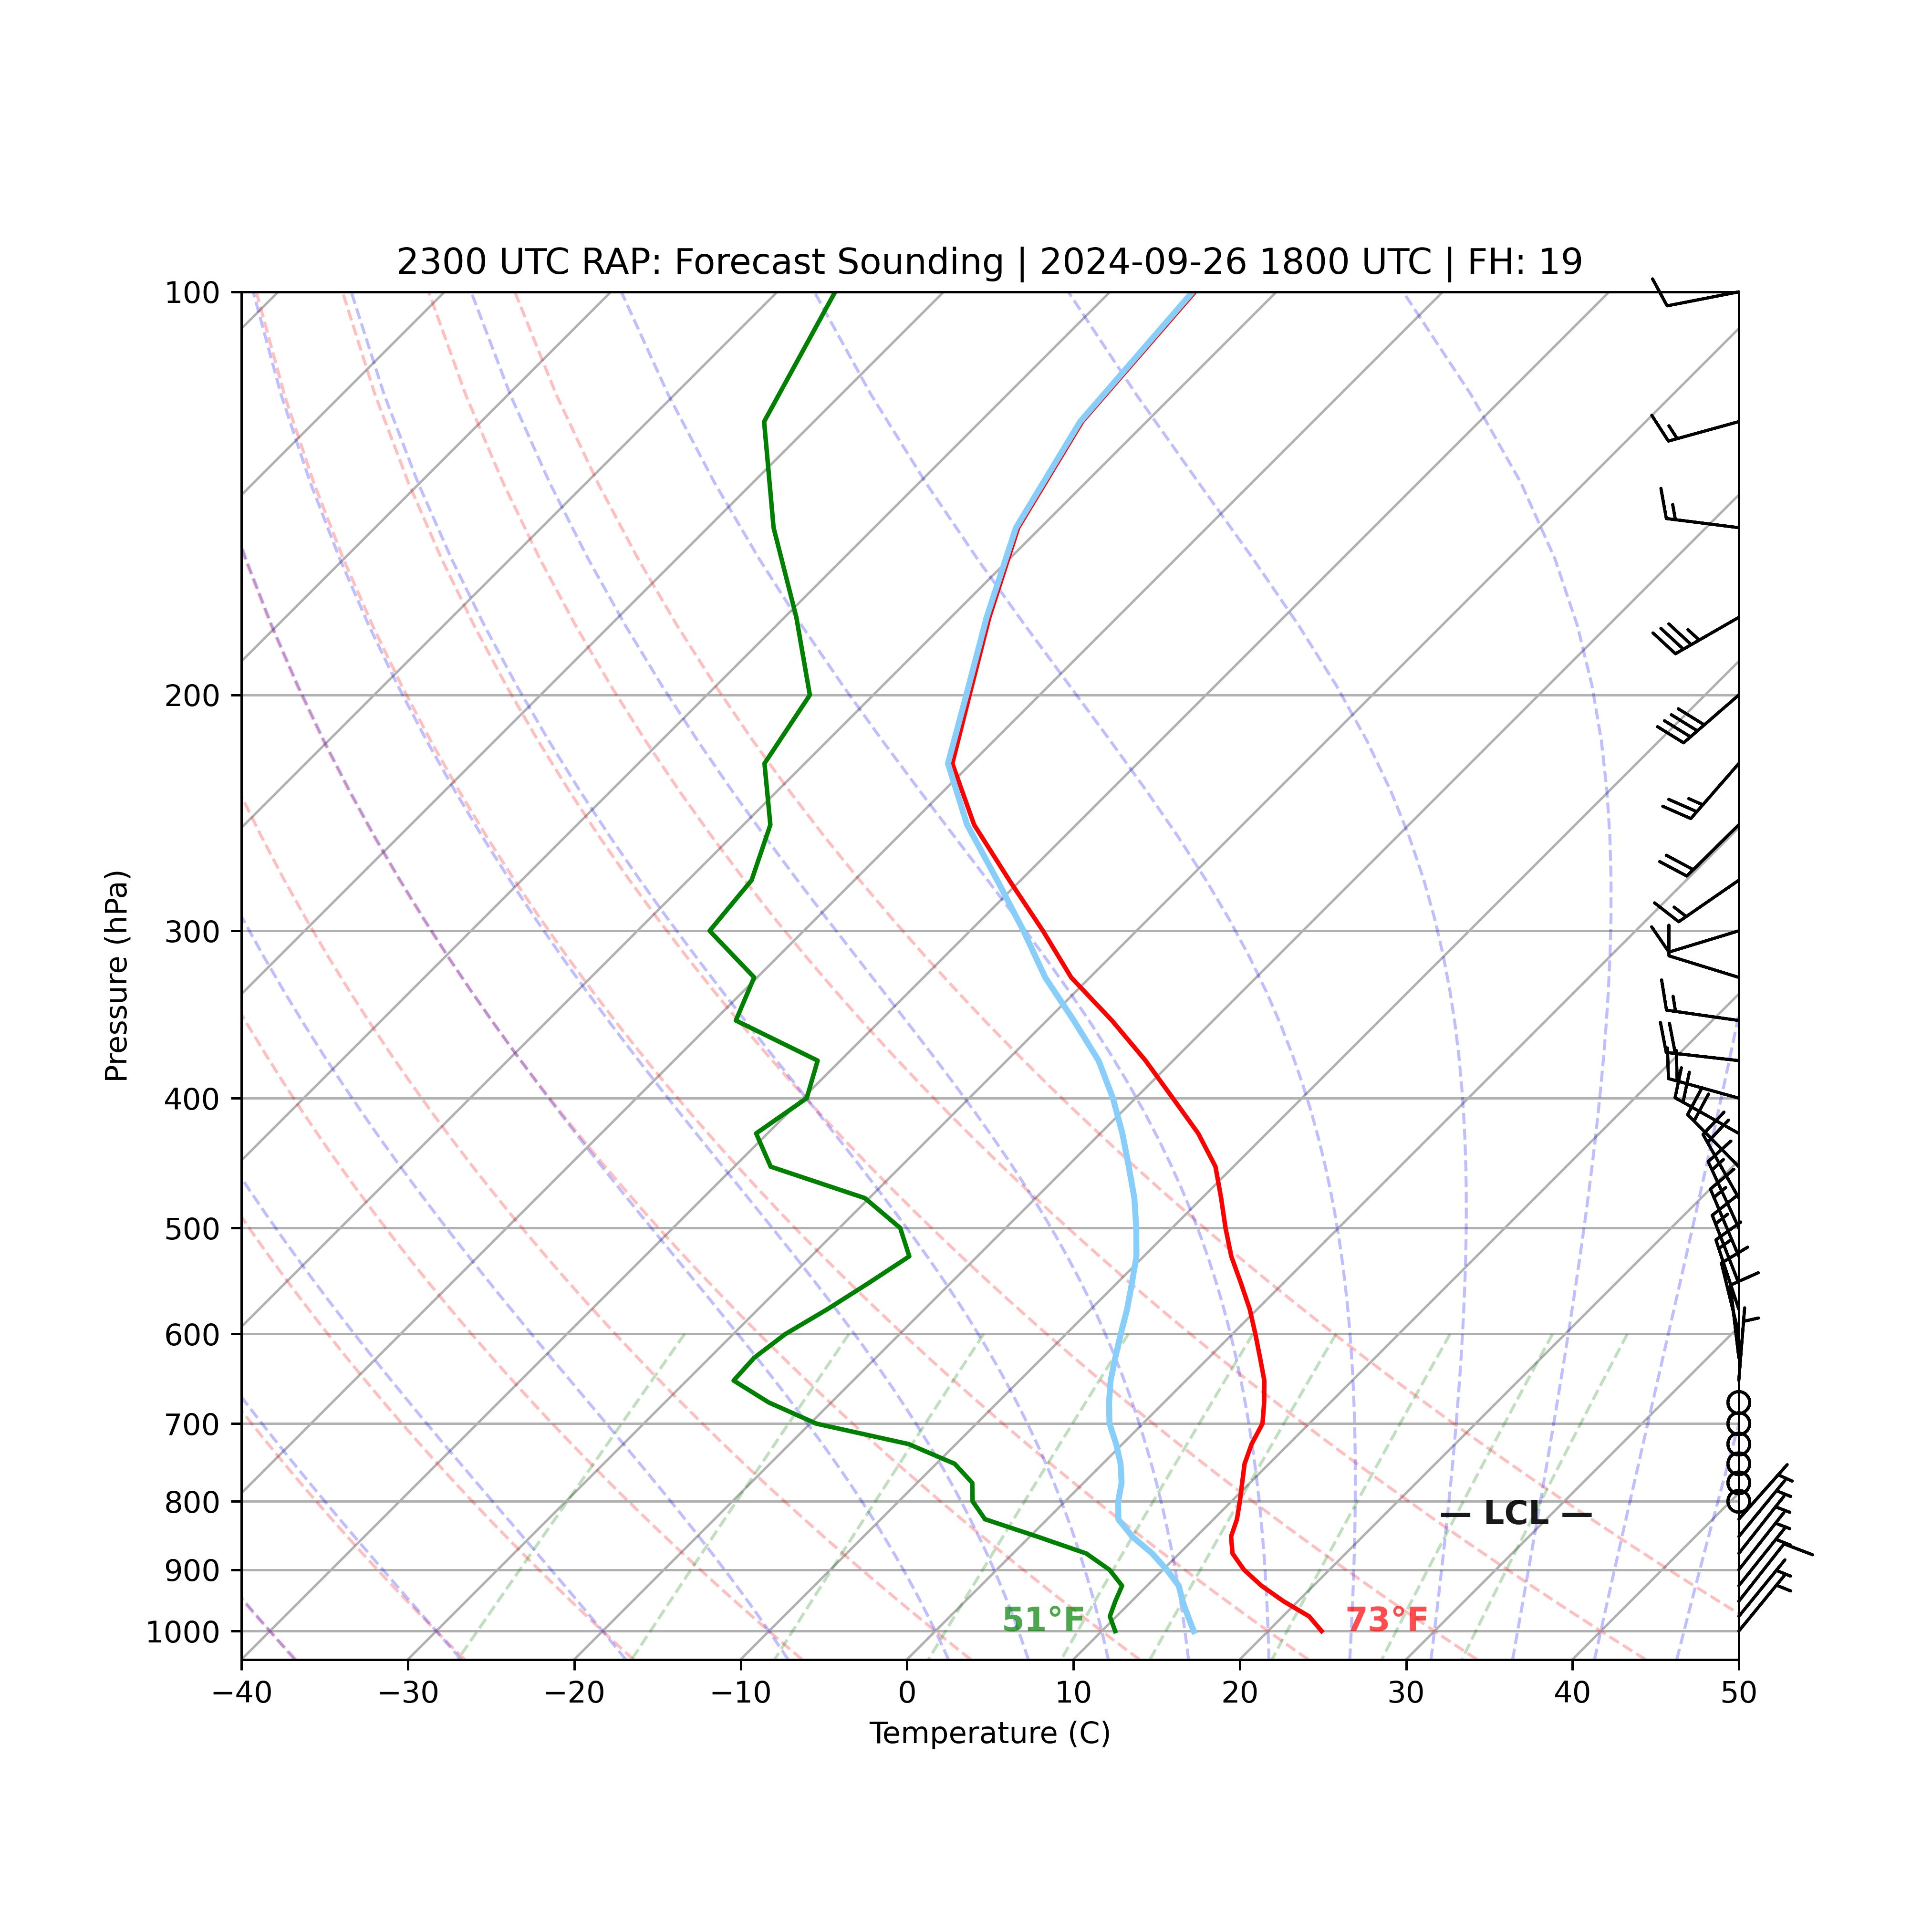 2300 UTC RAP: Forecast Sounding | 2024-09-26 1800 UTC | FH: 19
100
200
300
400
500
600
700
800
900
1000
Pressure (hPa)
— LCL —
51°F
73°F
−40 −30 −20 −10 0 10 20 30 40 50
Temperature (C)